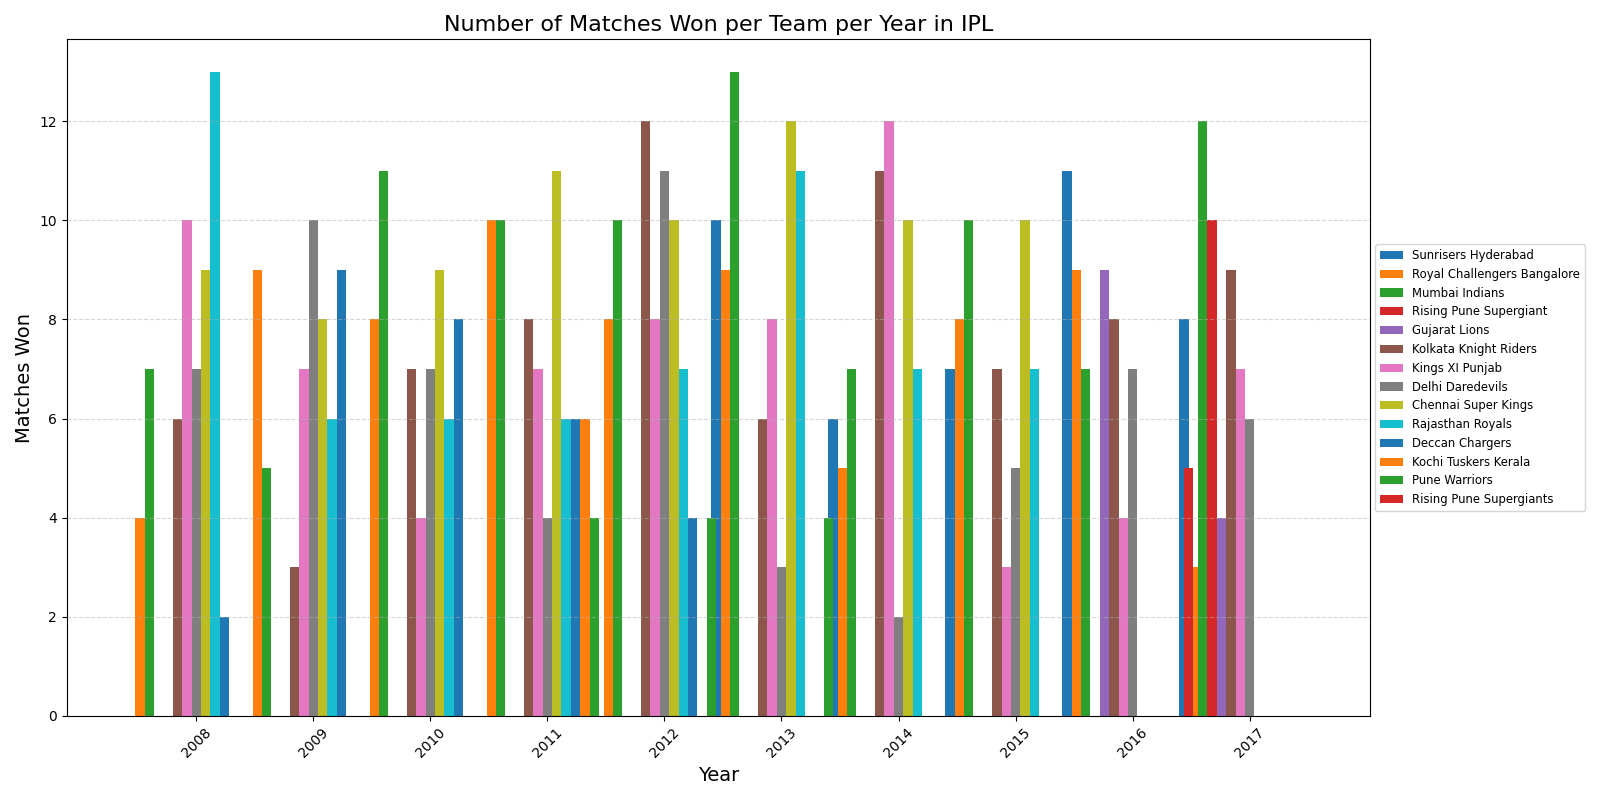 Number of Matches Won per Team per Year in IPL
Matches Won
12
10
8
6
4
2
0
2008
2009
2010
2011
2012
2013
2014
2015
2016
2017
Year
Sunrisers Hyderabad
Royal Challengers Bangalore
Mumbai Indians
Rising Pune Supergiant
Gujarat Lions
Kolkata Knight Riders
Kings XI Punjab
Delhi Daredevils
Chennai Super Kings
Rajasthan Royals
Deccan Chargers
Kochi Tuskers Kerala
Pune Warriors
Rising Pune Supergiants